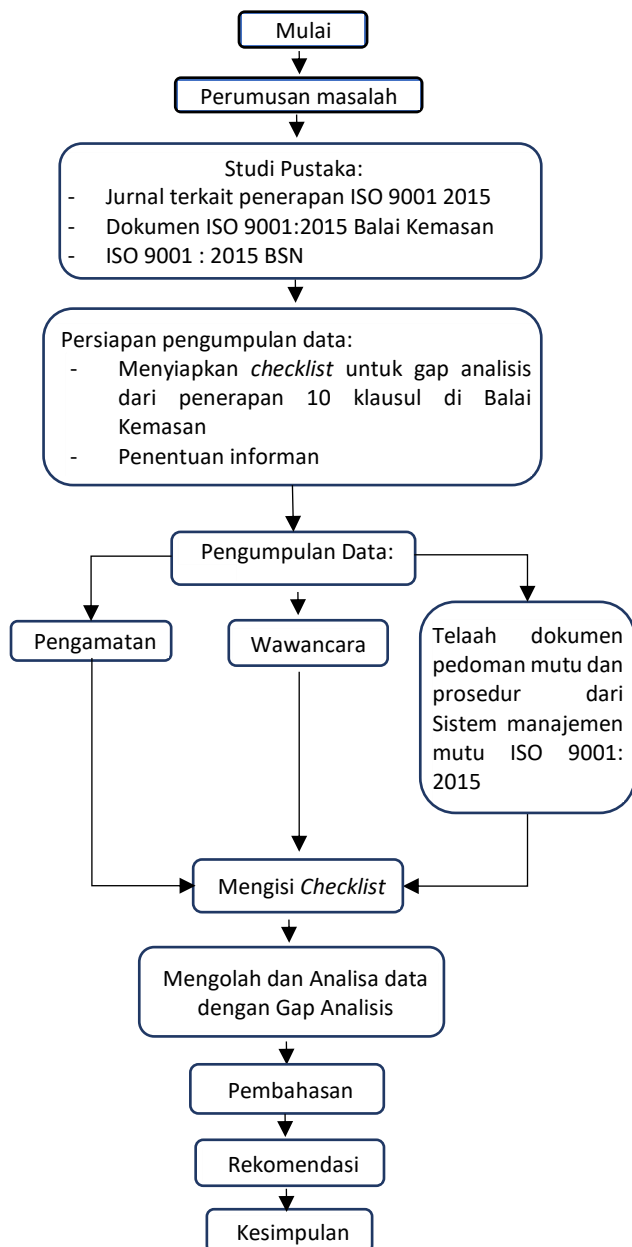 Mulai
Perumusan masalah
Studi Pustaka:
- Jurnal terkait penerapan ISO 9001 2015
- Dokumen ISO 9001:2015 Balai Kemasan
- ISO 9001 : 2015 BSN
Persiapan pengumpulan data:
- Menyiapkan checklist untuk gap analisis
dari penerapan 10 klausul di Balai
Kemasan
- Penentuan informan
Pengumpulan Data:
Pengamatan
Wawancara
Telaah dokumen
pedoman mutu dan
prosedur dari
Sistem manajemen
mutu ISO 9001:
2015
Mengisi Checklist
Mengolah dan Analisa data
dengan Gap Analisis
Pembahasan
Rekomendasi
Kesimpulan